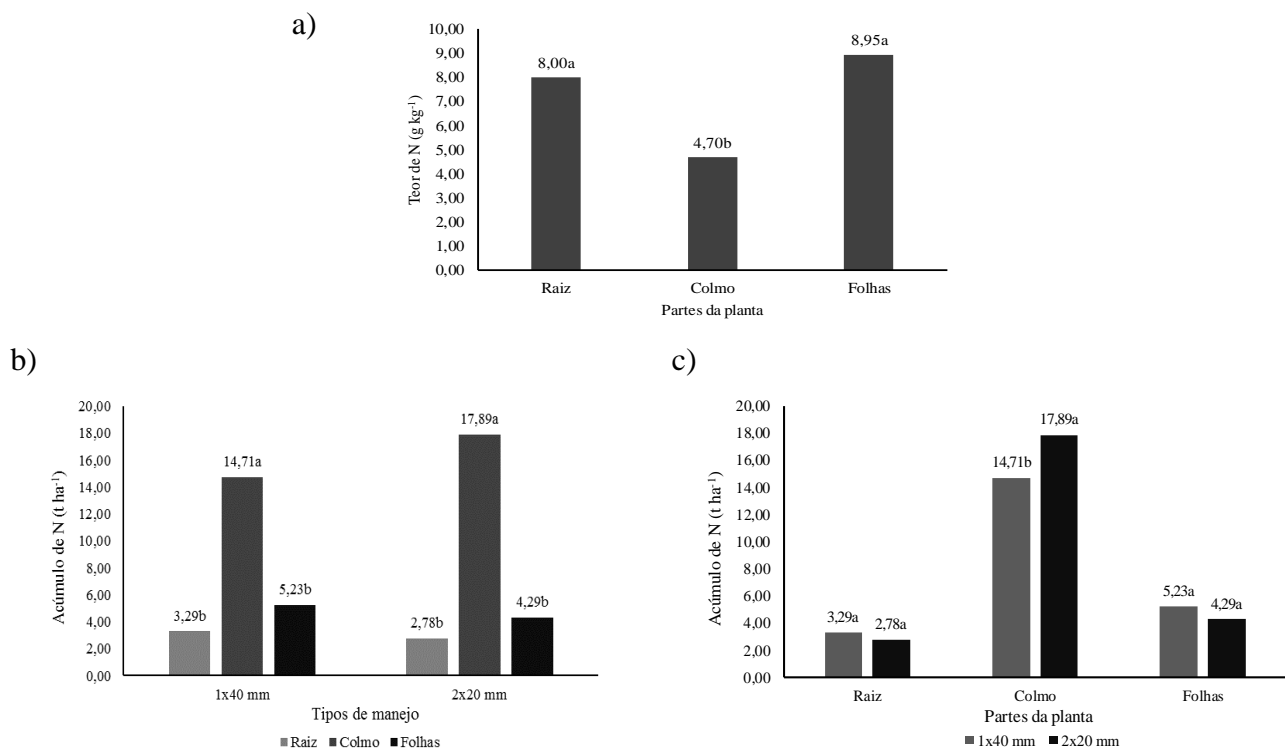 a)
10,00
9,00
8,00
7,00
6,00
5,00
4,00
3,00
2,00
1,00
0,00
Teor de N (g kg⁻¹)
8,00a
4,70b
8,95a
Raiz Colmo Folhas
Partes da planta
b)
20,00
18,00
16,00
14,00
12,00
10,00
8,00
6,00
4,00
2,00
0,00
Acúmulo de N (t ha⁻¹)
3,29b
14,71a
5,23b
2,78b
17,89a
4,29b
1x40 mm 2x20 mm
Tipos de manejo
Raiz Colmo Folhas
c)
20,00
18,00
16,00
14,00
12,00
10,00
8,00
6,00
4,00
2,00
0,00
Acúmulo de N (t ha⁻¹)
3,29a
2,78a
14,71b
17,89a
5,23a
4,29a
Raiz Colmo Folhas
Partes da planta
1x40 mm 2x20 mm